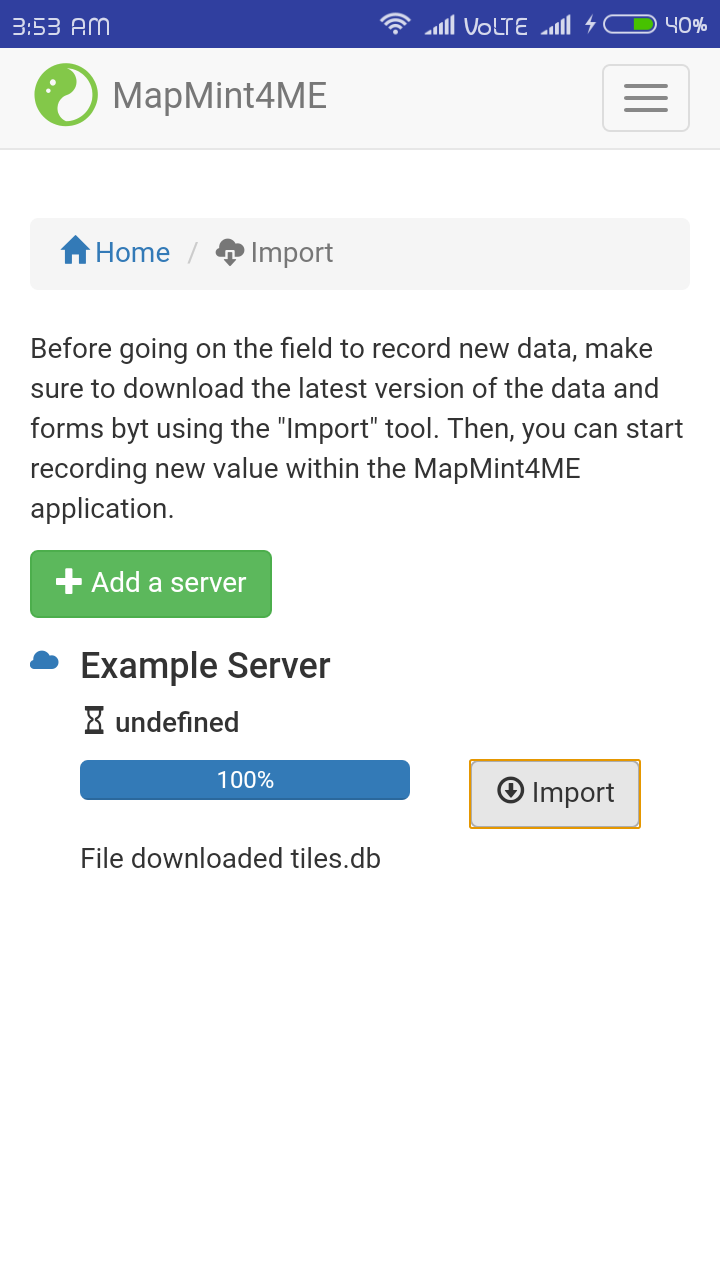 3:53 AM VoLTE 40%
MapMint4ME
Home / Import
Before going on the field to record new data, make
sure to download the latest version of the data and
forms byt using the "Import" tool. Then, you can start
recording new value within the MapMint4ME
application.
Add a server
Example Server
undefined
100% Import
File downloaded tiles.db